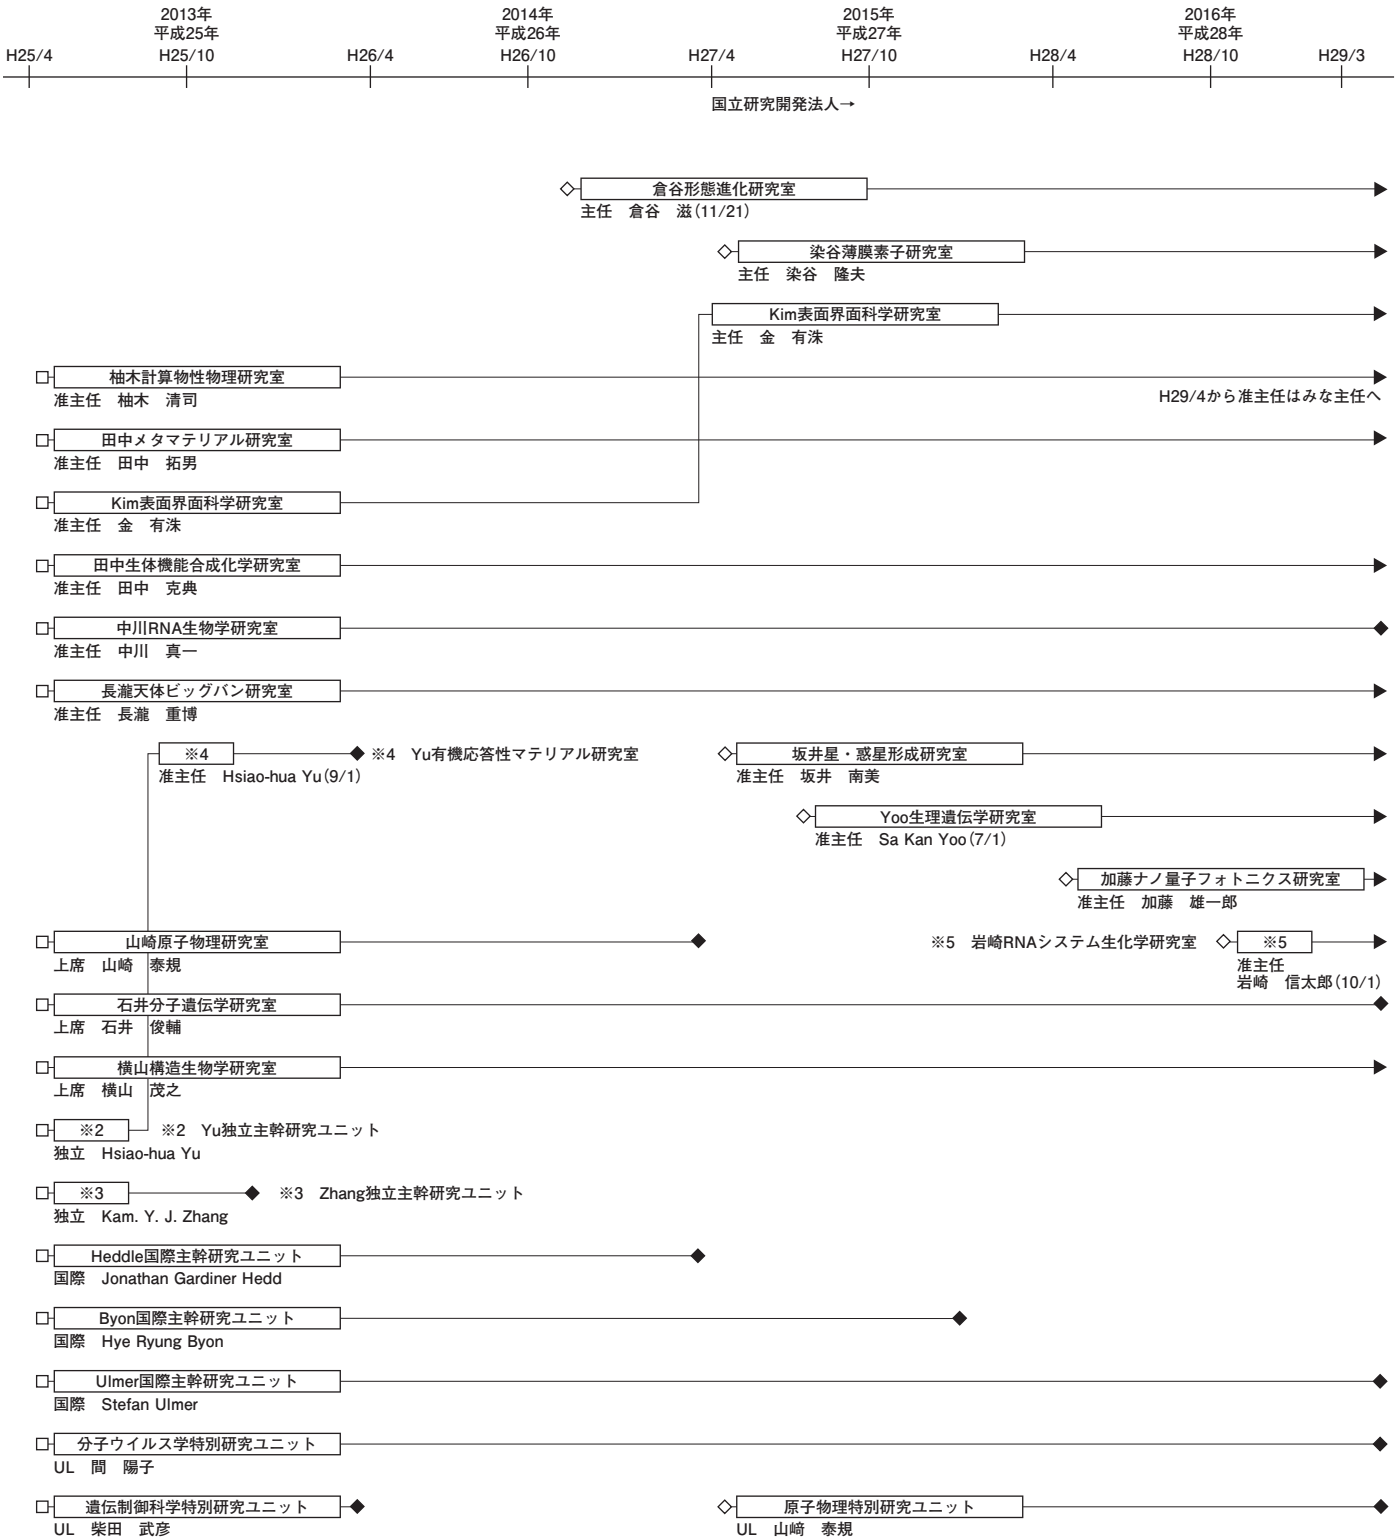 2013年 2014年 2015年 2016年
平成25年 平成26年 平成27年 平成28年
H25/4 H25/10 H26/4 H26/10 H27/4 H27/10 H28/4 H28/10 H29/3
国立研究開発法人→
倉谷形態進化研究室
主任 倉谷 滋(11/21)
染谷薄膜素子研究室
主任 染谷 隆夫
Kim表面界面科学研究室
主任 金 有洙
柚木計算物性物理研究室
准主任 柚木 清司
H29/4から准主任はみな主任へ
田中メタマテリアル研究室
准主任 田中 拓男
Kim表面界面科学研究室
准主任 金 有洙
田中生体機能合成化学研究室
准主任 田中 克典
中川RNA生物学研究室
准主任 中川 真一
長瀧天体ビッグバン研究室
准主任 長瀧 重博
※4 ※4 Yu有機応答性マテリアル研究室
准主任 Hsiao-hua Yu(9/1)
坂井星・惑星形成研究室
准主任 坂井 南美
Yoo生理遺伝学研究室
准主任 Sa Kan Yoo(7/1)
加藤ナノ量子フォトニクス研究室
准主任 加藤 雄一郎
山崎原子物理研究室
上席 山崎 泰規
※5 岩崎RNAシステム生化学研究室 ※5
准主任
岩崎 信太郎(10/1)
石井分子遺伝学研究室
上席 石井 俊輔
横山構造生物学研究室
上席 横山 茂之
※2 ※2 Yu独立主幹研究ユニット
独立 Hsiao-hua Yu
※3 ※3 Zhang独立主幹研究ユニット
独立 Kam. Y. J. Zhang
Heddle国際主幹研究ユニット
国際 Jonathan Gardiner Hedd
Byon国際主幹研究ユニット
国際 Hye Ryung Byon
Ulmer国際主幹研究ユニット
国際 Stefan Ulmer
分子ウイルス学特別研究ユニット
UL 間 陽子
遺伝制御科学特別研究ユニット
UL 柴田 武彦
原子物理特別研究ユニット
UL 山﨑 泰規